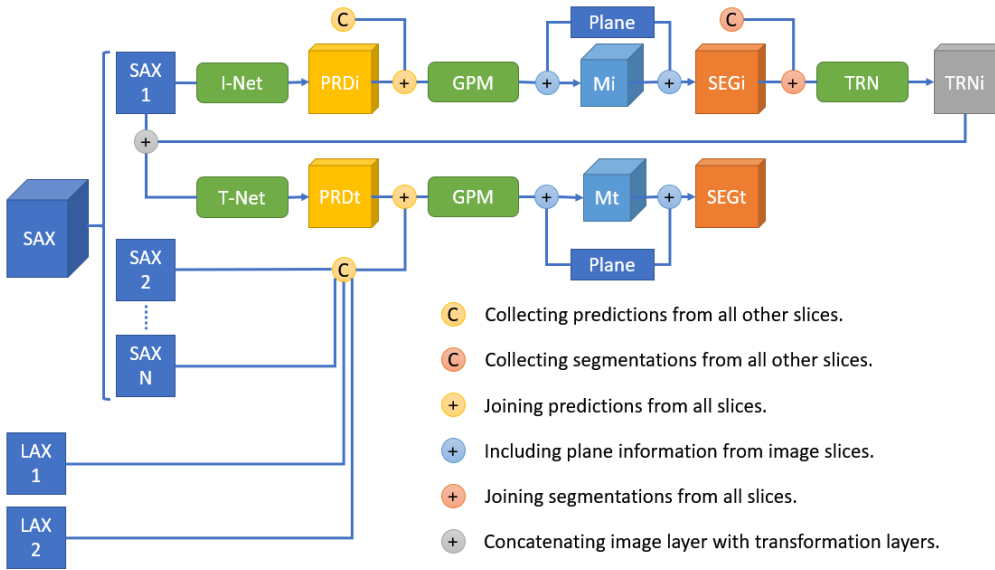 C
Plane
C
SAX
1
I-Net
PRDi
+
GPM
+
Mi
+
SEGi
+
TRN
TRNi
+
T-Net
PRDt
+
GPM
+
Mt
+
SEGt
SAX
Plane
SAX
2
C
SAX
N
LAX
1
LAX
2
C Collecting predictions from all other slices.
C Collecting segmentations from all other slices.
+ Joining predictions from all slices.
+ Including plane information from image slices.
+ Joining segmentations from all slices.
+ Concatenating image layer with transformation layers.